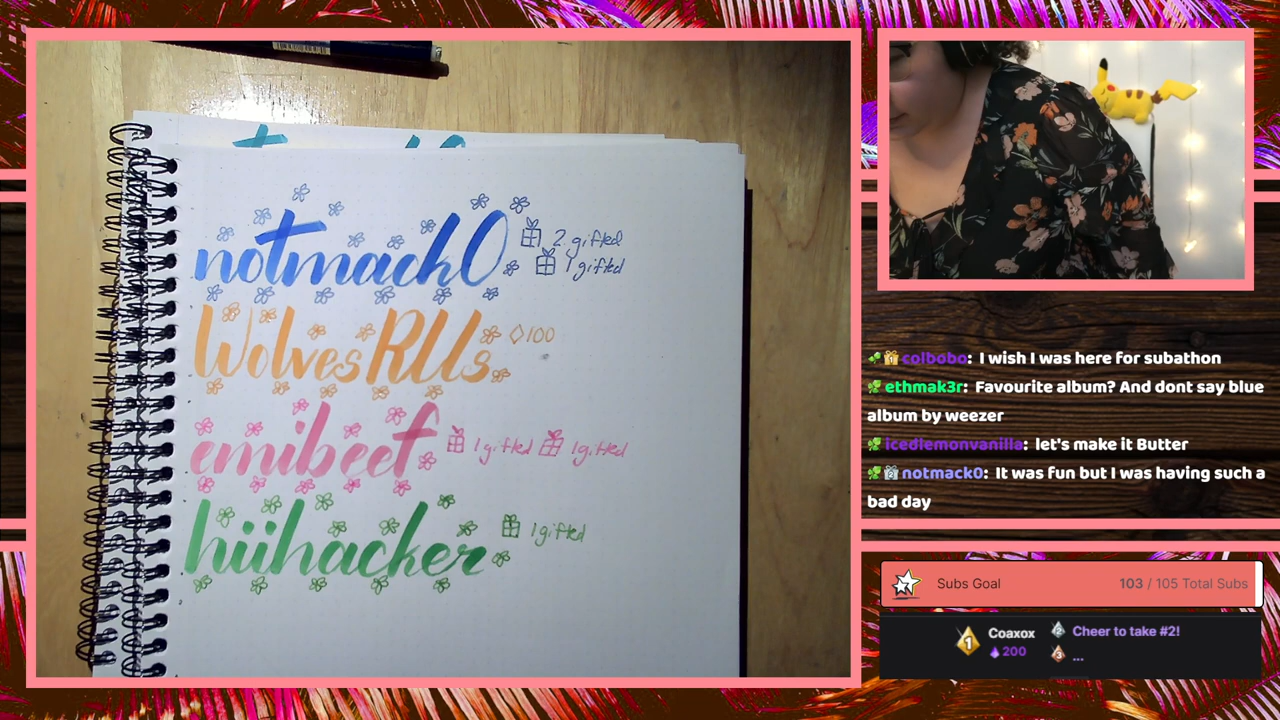 notmack0
2 gifted
1 gifted
WolvesRUs
100
emibeef
1 gifted 1 gifted
hiihacker
1 gifted
colbobo: I wish I was here for subathon
ethmak3r: Favourite album? And dont say blue
album by weezer
icedlemonvanilla: let's make it Butter
notmack0: It was fun but I was having such a
bad day
Subs Goal 103 / 105 Total Subs
1 Coaxox
200
2 Cheer to take #2!
3 ...